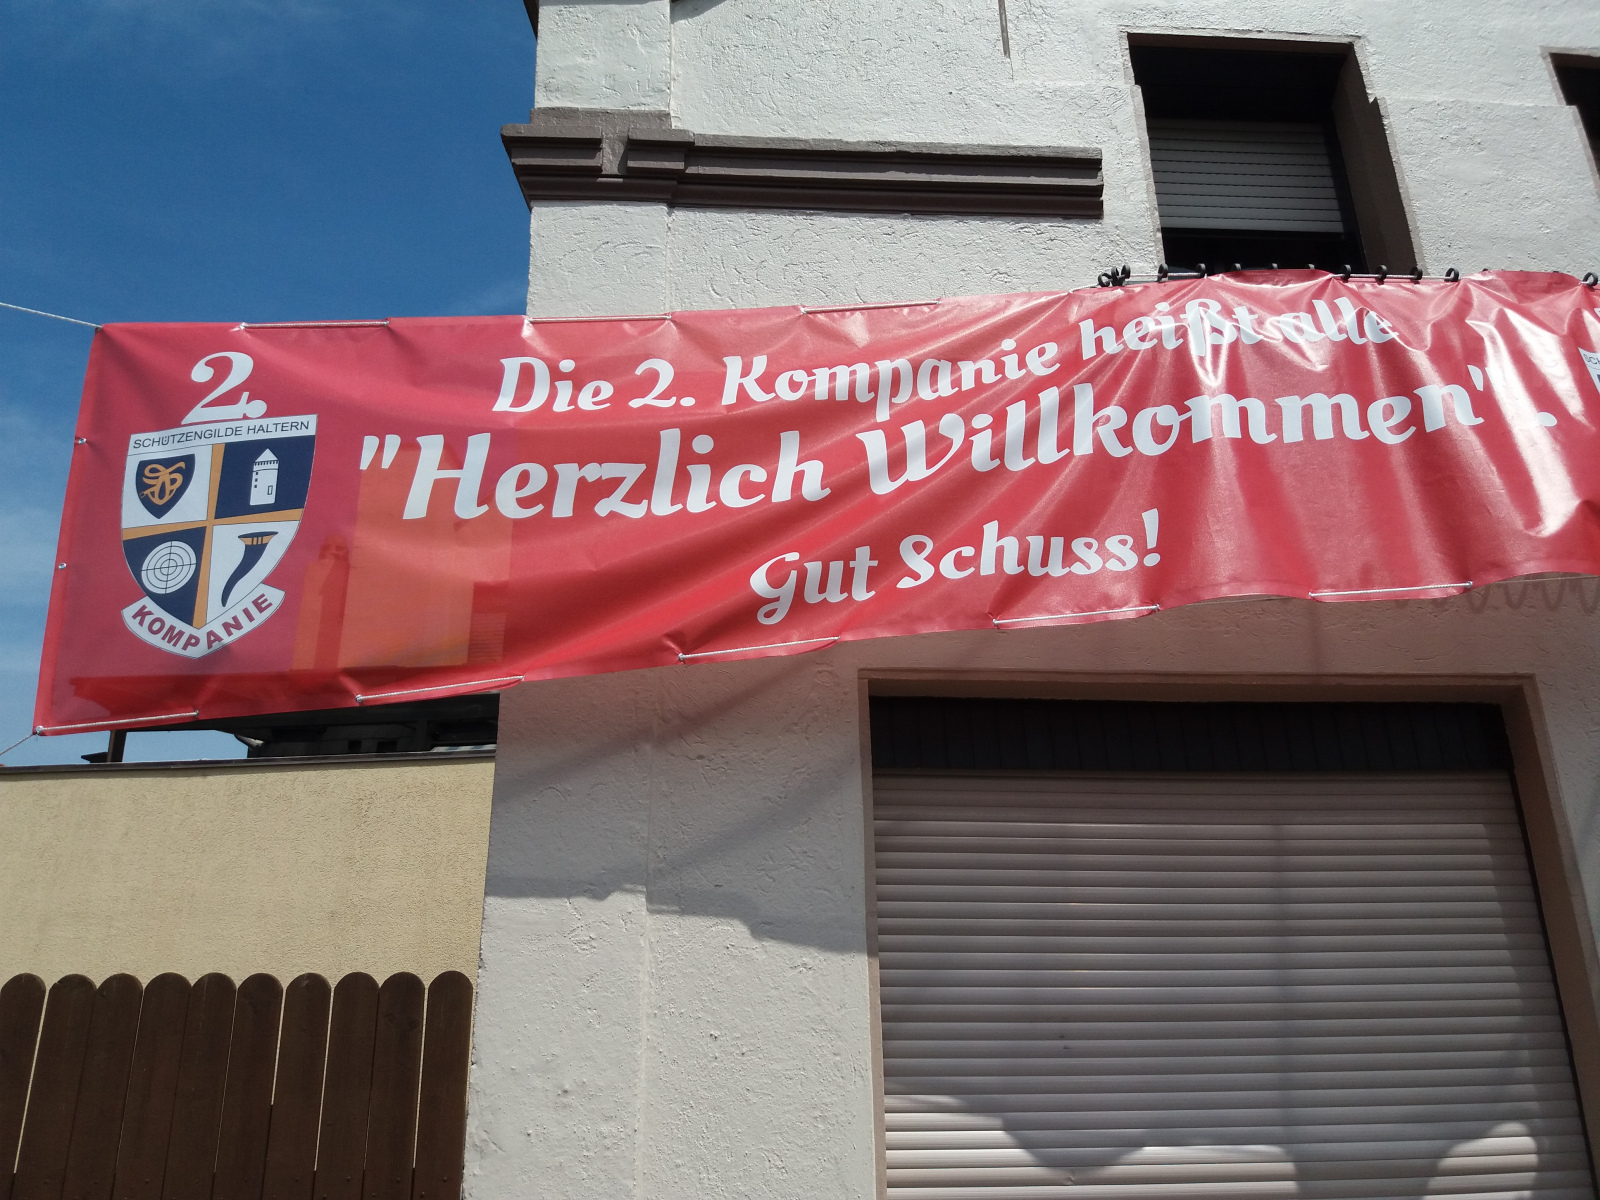 2.
SCHÜTZENGILDE HALTERN
KOMPANIE
Die 2. Kompanie heißt alle
"Herzlich Willkommen".
Gut Schuss!